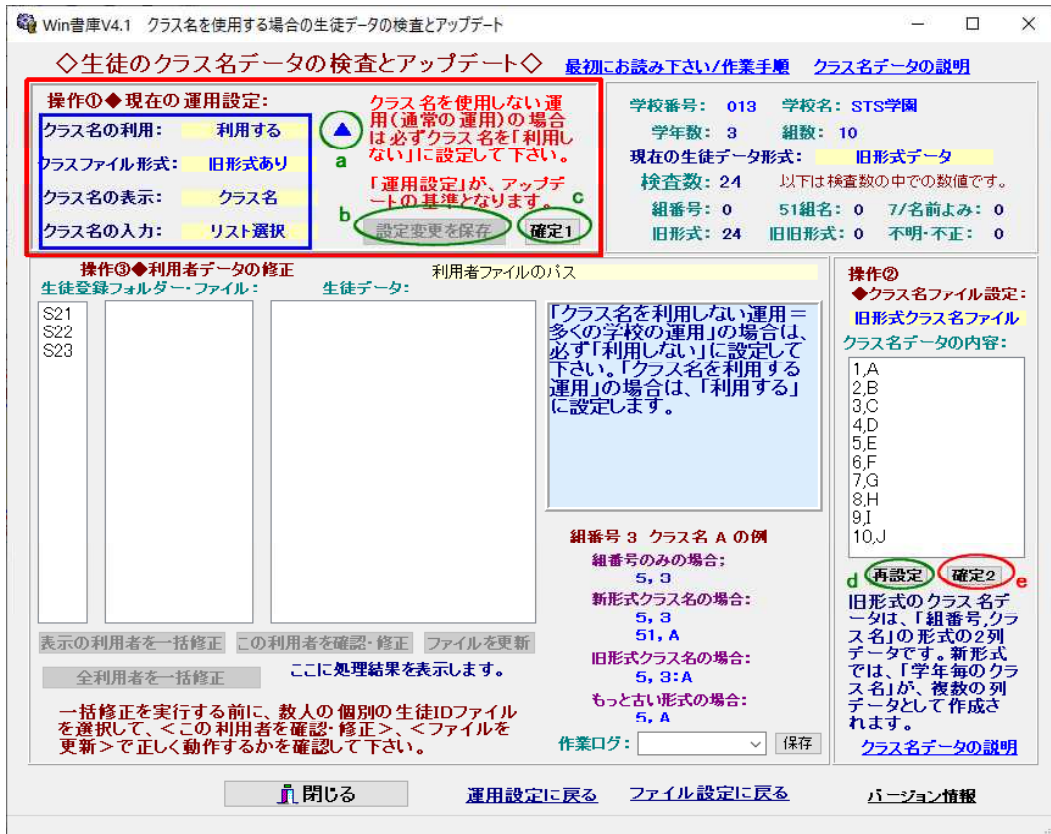 Win書庫V4.1 クラス名を使用する場合の生徒データの検査とアップデート
◇生徒のクラス名データの検査とアップデート◇
最初にお読み下さい/作業手順 クラス名データの説明
操作①◆現在の運用設定:
クラス名の利用: 利用する
クラスファイル形式: 旧形式あり
クラス名の表示: クラス名
クラス名の入力: リスト選択
▲
a
クラス名を使用しない運
用(通常の運用)の場合
は必ずクラス名を「利用し
ない」に設定して下さい。
「運用設定」が、アップデ
ートの基準となります。
b
設定変更を保存
c
確定1
学校番号: 013 学校名: STS学園
学年数: 3 組数: 10
現在の生徒データ形式: 旧形式データ
検査数: 24 以下は検査数の中での数値です。
組番号: 0 51組名: 0 7/名前よみ: 0
旧形式: 24 旧旧形式: 0 不明・不正: 0
操作③◆利用者データの修正
利用者ファイルのパス
生徒登録フォルダー・ファイル: 生徒データ:
S21
S22
S23
「クラス名を利用しない運用=
多くの学校の運用」の場合は、
必ず「利用しない」に設定して
下さい。「クラス名を利用する
運用」の場合は、「利用する」
に設定します。
表示の利用者を一括修正 この利用者を確認・修正 ファイルを更新
全利用者を一括修正
ここに処理結果を表示します。
一括修正を実行する前に、数人の個別の生徒IDファイル
を選択して、<この利用者を確認・修正>、<ファイルを
更新>で正しく動作するかを確認して下さい。
組番号 3 クラス名 A の例
組番号のみの場合;
5, 3
新形式クラス名の場合:
5, 3
51, A
旧形式クラス名の場合:
5, 3:A
もっと古い形式の場合:
5, A
作業ログ: 保存
操作②
◆クラス名ファイル設定:
旧形式クラス名ファイル
クラス名データの内容:
1,A
2,B
3,C
4,D
5,E
6,F
7,G
8,H
9,I
10,J
d 再設定 確定2 e
旧形式のクラス名デ
ータは、「組番号,クラ
ス名」の形式の2列
データです。新形式
では、「学年毎のクラ
ス名」が、複数の列
データとして作成さ
れます。
クラス名データの説明
閉じる 運用設定に戻る ファイル設定に戻る バージョン情報